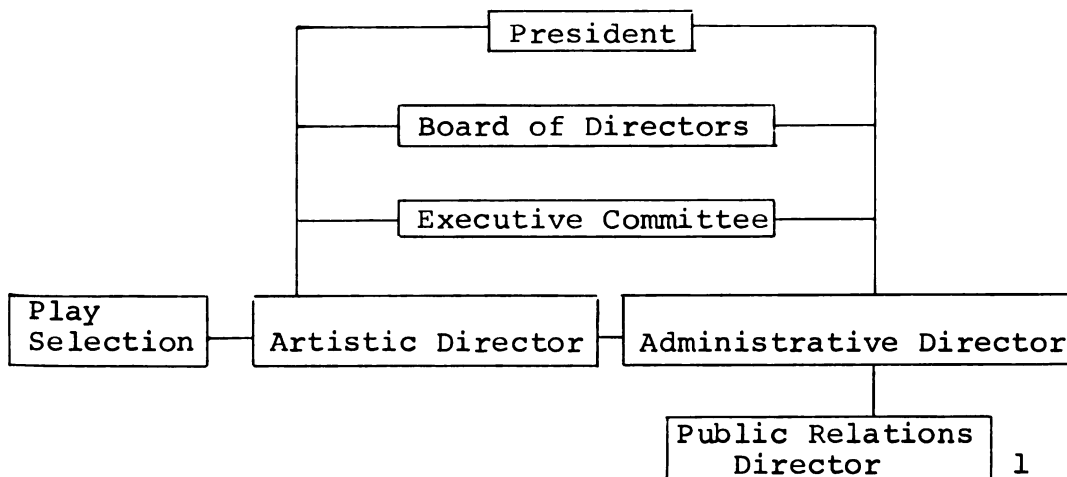 President
Board of Directors
Executive Committee
Play
Selection
Artistic Director
Administrative Director
Public Relations
Director
1